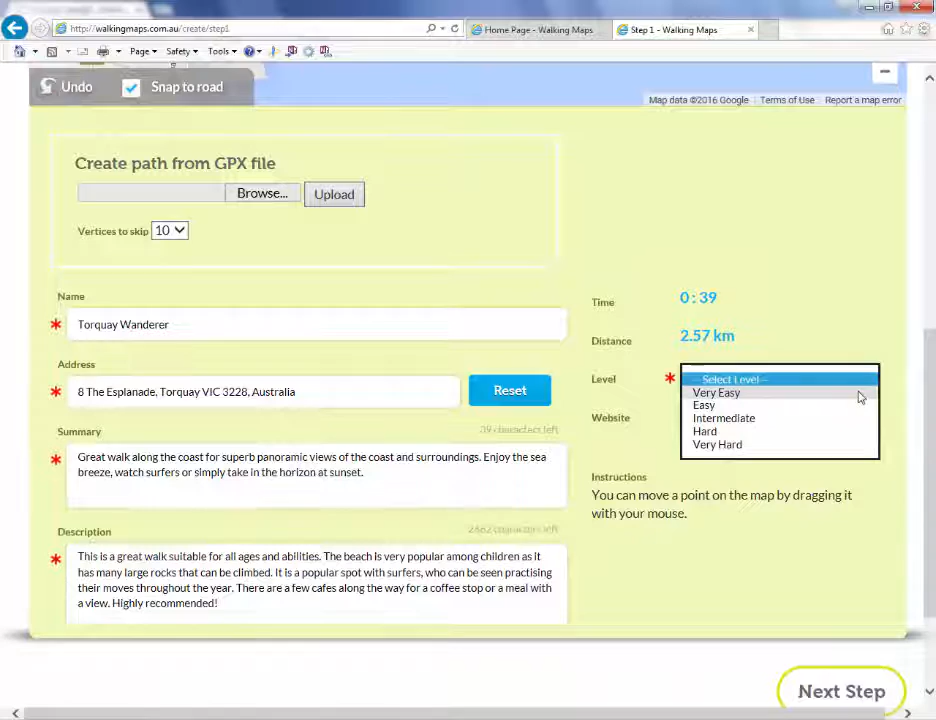 http://walkingmaps.com.au/create/step1
Home Page - Walking Maps
Step 1 - Walking Maps
Page
Safety
Tools
Undo
Snap to road
Map data ©2016 Google
Terms of Use
Report a map error
Create path from GPX file
Browse...
Upload
Vertices to skip
10
Name
Torquay Wanderer
Address
8 The Esplanade, Torquay VIC 3228, Australia
Reset
Summary
39 characters left
Great walk along the coast for superb panoramic views of the coast and surroundings. Enjoy the sea
breeze, watch surfers or simply take in the horizon at sunset.
Description
2662 characters left
This is a great walk suitable for all ages and abilities. The beach is very popular among children as it
has many large rocks that can be climbed. It is a popular spot with surfers, who can be seen practising
their moves throughout the year. There are a few cafes along the way for a coffee stop or a meal with
a view. Highly recommended!
Time
0 : 39
Distance
2.57 km
Level
--Select Level--
Very Easy
Easy
Intermediate
Hard
Very Hard
Website
Instructions
You can move a point on the map by dragging it
with your mouse.
Next Step